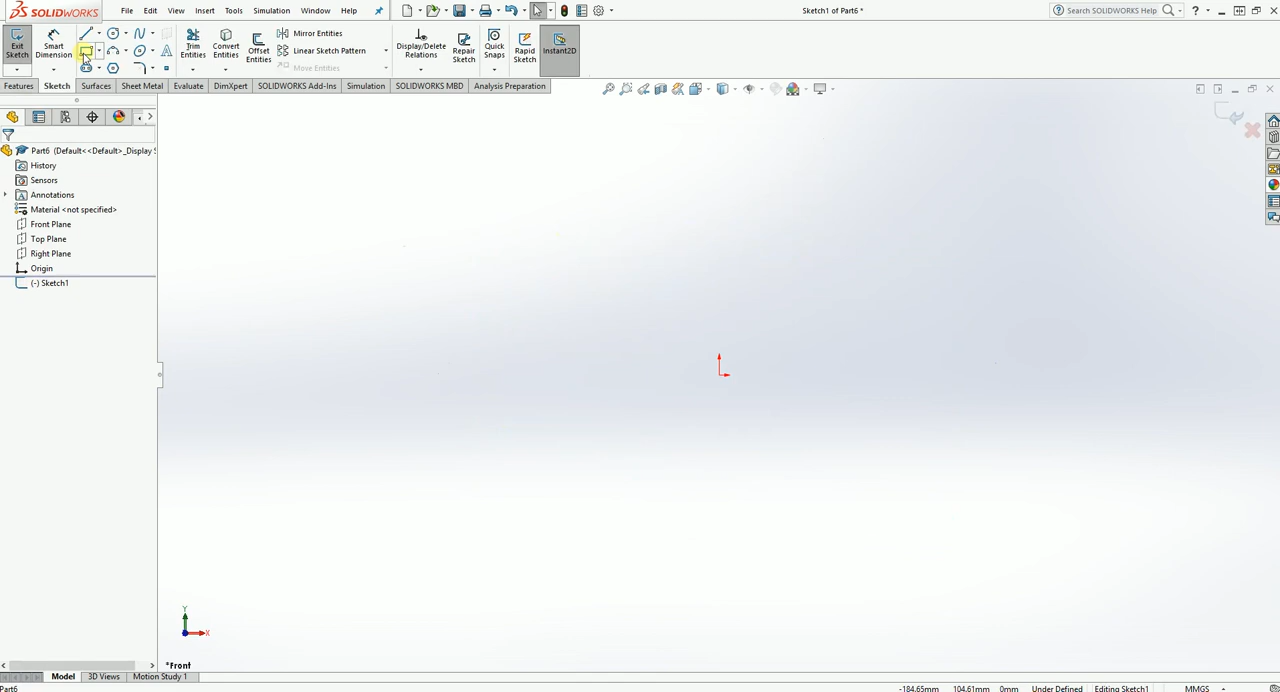 SOLIDWORKS File Edit View Insert Tools Simulation Window Help Sketch1 of Part6 * Search SOLIDWORKS Help ?
Exit Sketch
Smart Dimension
Trim Entities
Convert Entities
Offset Entities
Mirror Entities
Linear Sketch Pattern
Move Entities
Display/Delete Relations
Repair Sketch
Quick Snaps
Rapid Sketch
Instant2D
Features Sketch Surfaces Sheet Metal Evaluate DimXpert SOLIDWORKS Add-Ins Simulation SOLIDWORKS MBD Analysis Preparation
Part6 (Default<<Default>_Display S
History
Sensors
Annotations
Material <not specified>
Front Plane
Top Plane
Right Plane
Origin
(-) Sketch1
Y
X
*Front
Model 3D Views Motion Study 1
Part6 -184.65mm 104.61mm 0mm Under Defined Editing Sketch1 MMGS